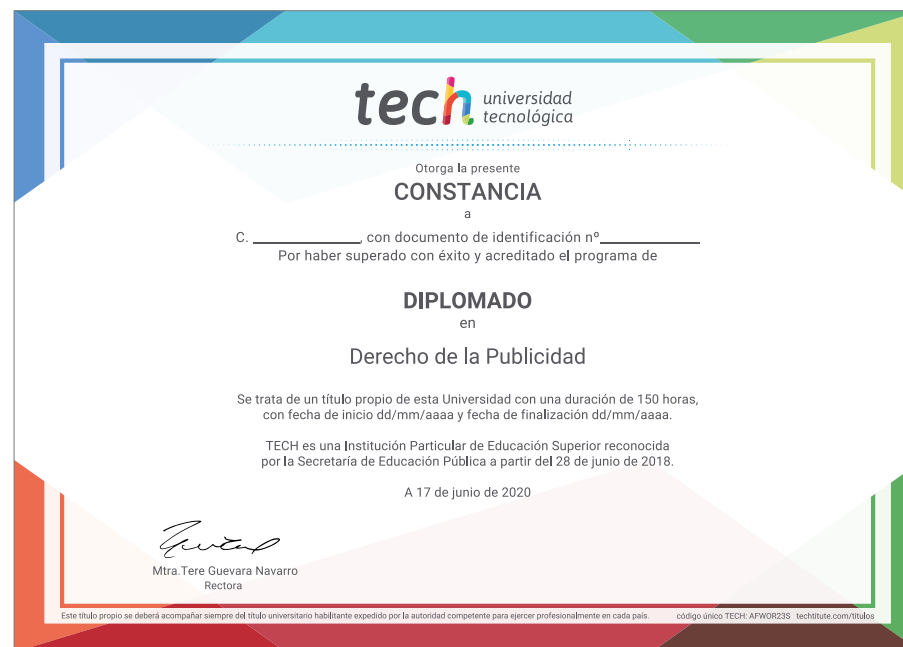 tech universidad
tecnológica
Otorga la presente
CONSTANCIA
a
C. ______________, con documento de identificación nº_____________
Por haber superado con éxito y acreditado el programa de
DIPLOMADO
en
Derecho de la Publicidad
Se trata de un título propio de esta Universidad con una duración de 150 horas,
con fecha de inicio dd/mm/aaaa y fecha de finalización dd/mm/aaaa.
TECH es una Institución Particular de Educación Superior reconocida
por la Secretaría de Educación Pública a partir del 28 de junio de 2018.
A 17 de junio de 2020
Mtra.Tere Guevara Navarro
Rectora
Este título propio se deberá acompañar siempre del título universitario habilitante expedido por la autoridad competente para ejercer profesionalmente en cada país. código único TECH: AFWOR23S techtitute.com/titulos